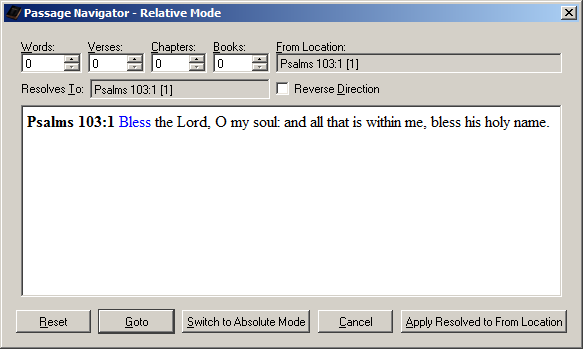 Passage Navigator - Relative Mode
Words: Verses: Chapters: Books: From Location:
0 0 0 0 Psalms 103:1 [1]
Resolves To: Psalms 103:1 [1] Reverse Direction
Psalms 103:1 Bless the Lord, O my soul: and all that is within me, bless his holy name.
Reset Goto Switch to Absolute Mode Cancel Apply Resolved to From Location